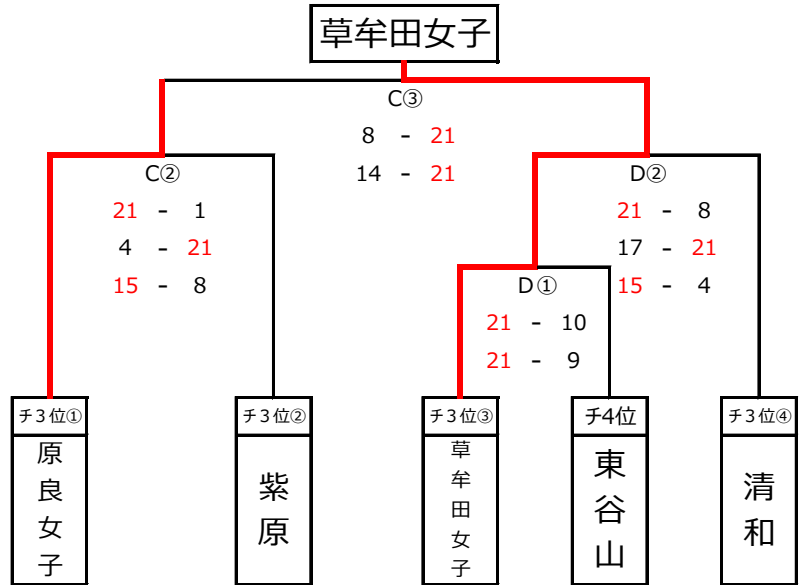 草牟田女子
C③
8 - 21
14 - 21
C②
21 - 1
4 - 21
15 - 8
D②
21 - 8
17 - 21
15 - 4
D①
21 - 10
21 - 9
チ3位①
原良女子
チ3位②
紫原
チ3位③
草牟田女子
チ4位
東谷山
チ3位④
清和